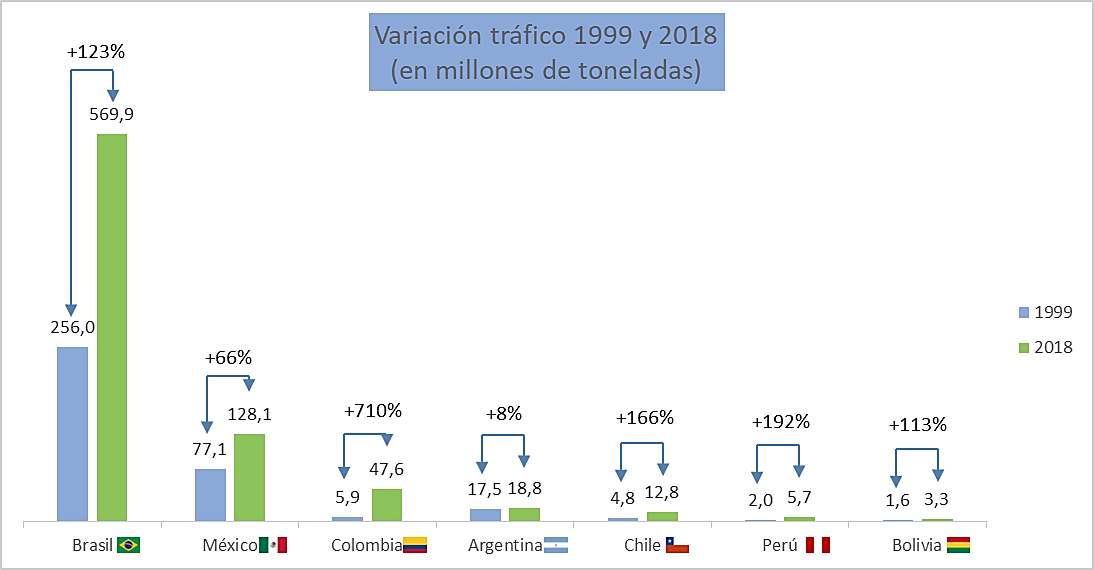 Variación tráfico 1999 y 2018
(en millones de toneladas)
+123%
569,9
256,0
+66%
128,1
77,1
+710%
47,6
5,9
+8%
17,5
18,8
+166%
4,8
12,8
+192%
2,0
5,7
+113%
1,6
3,3
1999
2018
Brasil
México
Colombia
Argentina
Chile
Perú
Bolivia